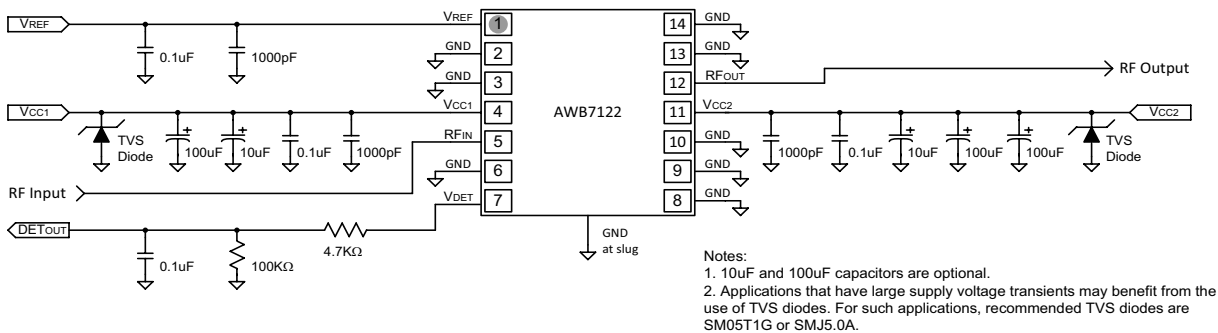 VREF
VREF
1
14
GND
0.1uF
1000pF
GND
2
13
GND
GND
3
12
RFOUT
RF Output
VCC1
VCC1
4
AWB7122
11
VCC2
VCC2
TVS
Diode
100uF
10uF
0.1uF
1000pF
RFIN
5
10
GND
1000pF
0.1uF
10uF
100uF
100uF
TVS
Diode
RF Input
GND
6
9
GND
VDET
7
8
GND
DETOUT
4.7KΩ
0.1uF
100KΩ
GND
at slug
Notes:
1. 10uF and 100uF capacitors are optional.
2. Applications that have large supply voltage transients may benefit from the
use of TVS diodes. For such applications, recommended TVS diodes are
SM05T1G or SMJ5.0A.